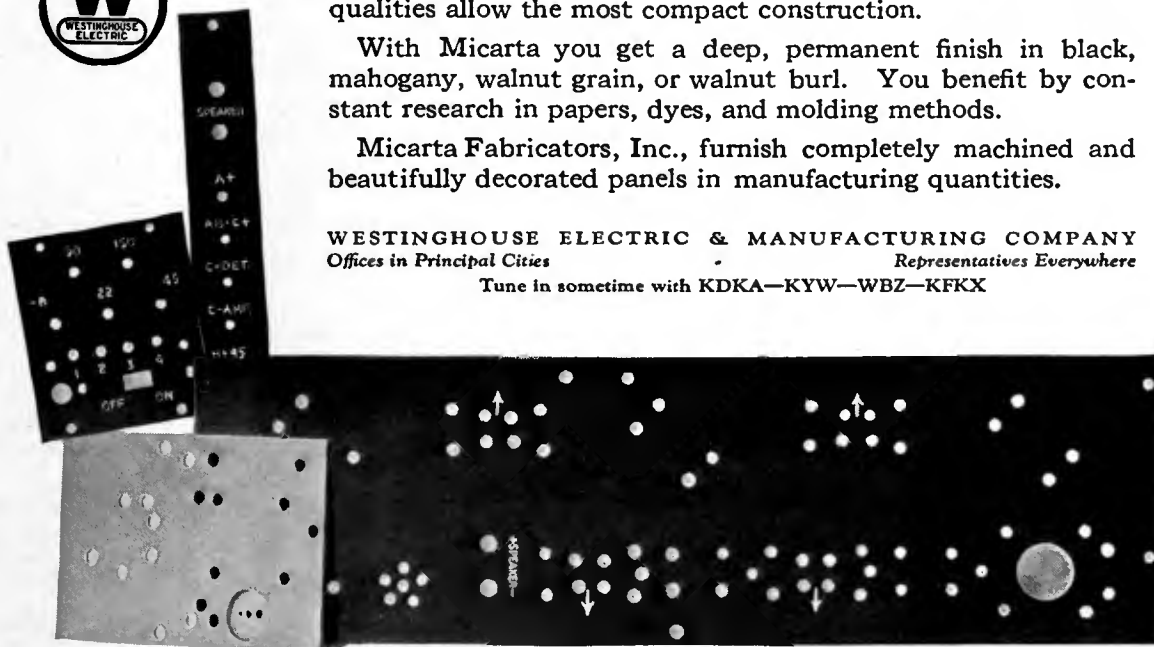 qualities allow the most compact construction.
With Micarta you get a deep, permanent finish in black,
mahogany, walnut grain, or walnut burl. You benefit by con-
stant research in papers, dyes, and molding methods.
Micarta Fabricators, Inc., furnish completely machined and
beautifully decorated panels in manufacturing quantities.
WESTINGHOUSE ELECTRIC & MANUFACTURING COMPANY
Offices in Principal Cities • Representatives Everywhere
Tune in sometime with KDKA—KYW—WBZ—KFKX
W
WESTINGHOUSE
ELECTRIC
SPEAKER
A+
C-DET.
C-AMP.
90 150
22 45
1 2 3 4
OFF ON
+SPEAKER—